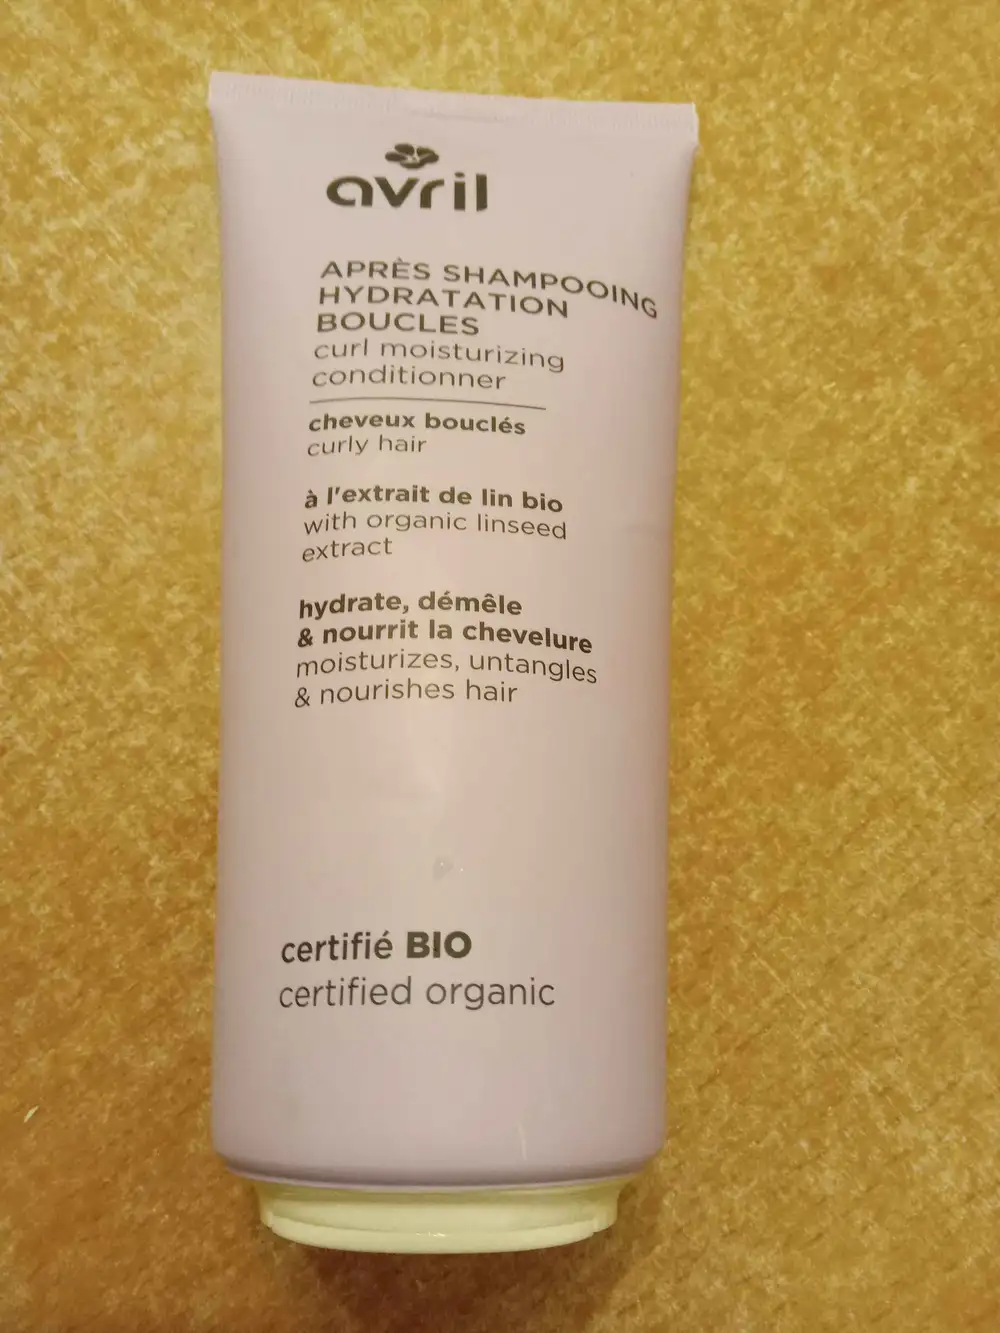 avril
APRÈS SHAMPOOING
HYDRATATION
BOUCLES
curl moisturizing
conditionner
cheveux bouclés
curly hair
à l'extrait de lin bio
with organic linseed
extract
hydrate, démêle
& nourrit la chevelure
moisturizes, untangles
& nourishes hair
certifié BIO
certified organic